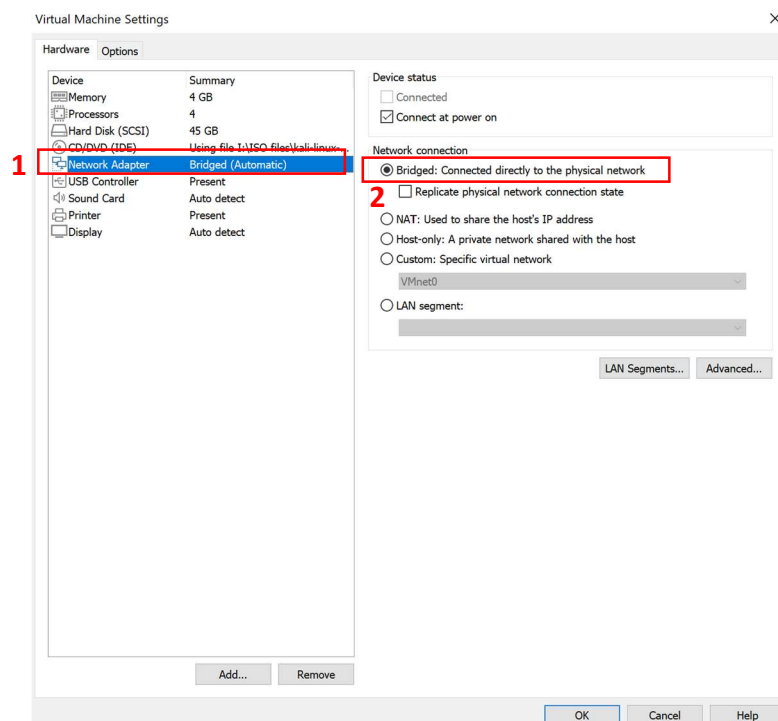 Virtual Machine Settings
Hardware Options
Device Summary
Memory 4 GB
Processors 4
Hard Disk (SCSI) 45 GB
CD/DVD (IDE) Using file I:\ISO files\kali-linux-...
1 Network Adapter Bridged (Automatic)
USB Controller Present
Sound Card Auto detect
Printer Present
Display Auto detect
Add... Remove
Device status
Connected
Connect at power on
Network connection
Bridged: Connected directly to the physical network
2 Replicate physical network connection state
NAT: Used to share the host's IP address
Host-only: A private network shared with the host
Custom: Specific virtual network
VMnet0
LAN segment:
LAN Segments... Advanced...
OK Cancel Help